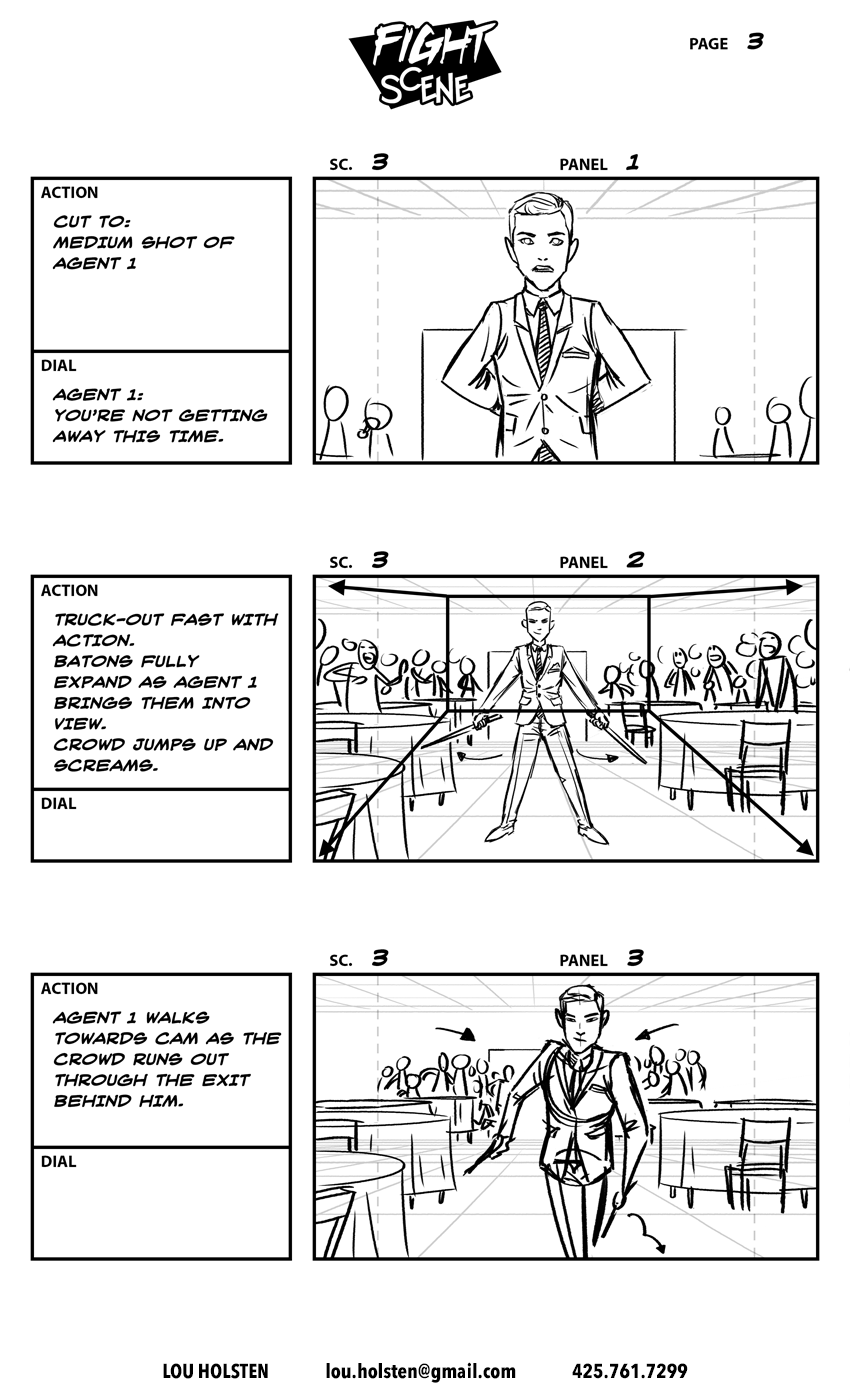 FIGHT
SCENE
PAGE 3
SC. 3 PANEL 1
ACTION
CUT TO:
MEDIUM SHOT OF
AGENT 1
DIAL
AGENT 1:
YOU'RE NOT GETTING
AWAY THIS TIME.
SC. 3 PANEL 2
ACTION
TRUCK-OUT FAST WITH
ACTION.
BATONS FULLY
EXPAND AS AGENT 1
BRINGS THEM INTO
VIEW.
CROWD JUMPS UP AND
SCREAMS.
DIAL
SC. 3 PANEL 3
ACTION
AGENT 1 WALKS
TOWARDS CAM AS THE
CROWD RUNS OUT
THROUGH THE EXIT
BEHIND HIM.
DIAL
LOU HOLSTEN lou.holsten@gmail.com 425.761.7299